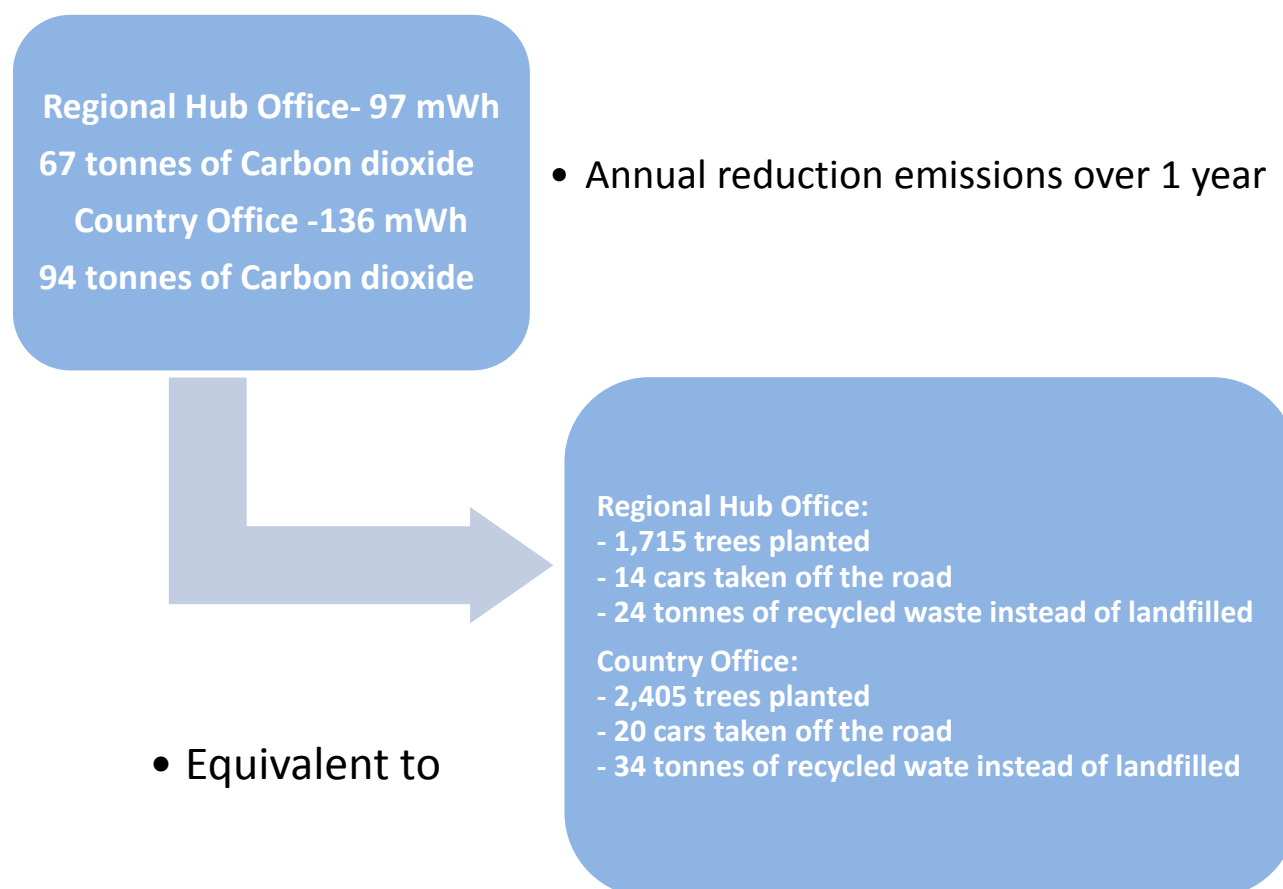 Regional Hub Office- 97 mWh
67 tonnes of Carbon dioxide
Country Office -136 mWh
94 tonnes of Carbon dioxide
• Annual reduction emissions over 1 year
Regional Hub Office:
- 1,715 trees planted
- 14 cars taken off the road
- 24 tonnes of recycled waste instead of landfilled
Country Office:
- 2,405 trees planted
- 20 cars taken off the road
- 34 tonnes of recycled wate instead of landfilled
• Equivalent to